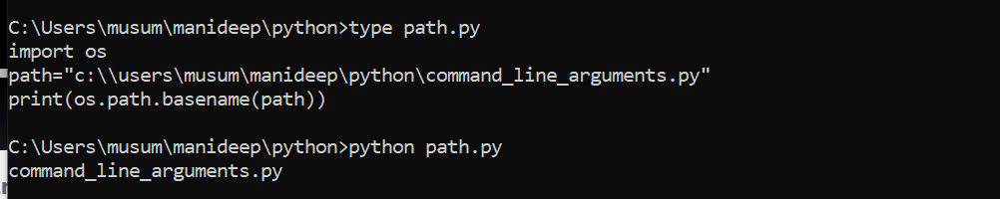 C:\Users\musum\manideep\python>type path.py
import os
path="c:\\users\musum\manideep\python\command_line_arguments.py"
print(os.path.basename(path))
C:\Users\musum\manideep\python>python path.py
command_line_arguments.py